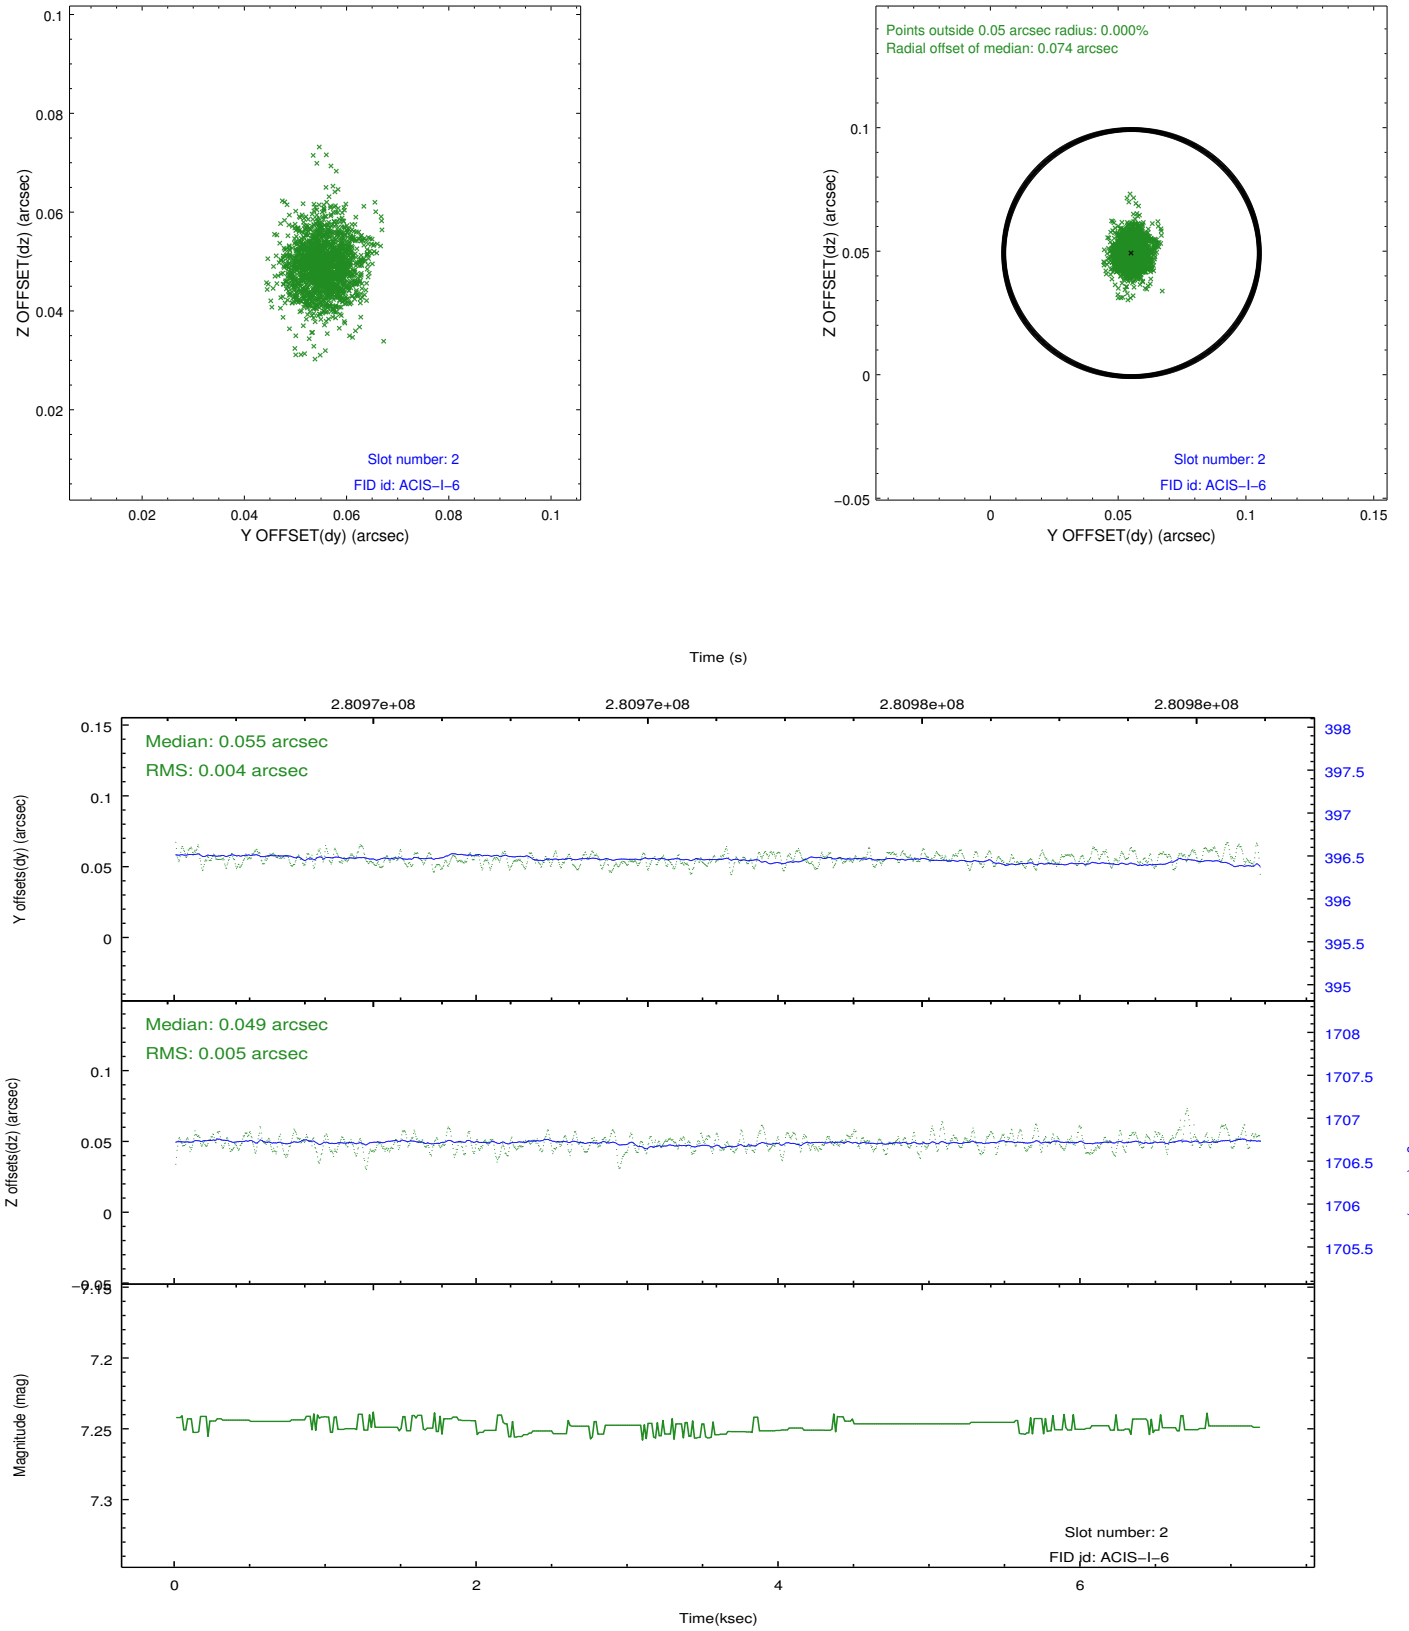 0.1
0.08
0.06
0.04
0.02
Z OFFSET(dz) (arcsec)
Slot number: 2
FID id: ACIS−I−6
0.02 0.04 0.06 0.08 0.1
Y OFFSET(dy) (arcsec)
Points outside 0.05 arcsec radius: 0.000%
Radial offset of median: 0.074 arcsec
0.1
0.05
0
−0.05
Z OFFSET(dz) (arcsec)
Slot number: 2
FID id: ACIS−I−6
0 0.05 0.1 0.15
Y OFFSET(dy) (arcsec)
Time (s)
2.8097e+08 2.8097e+08 2.8098e+08 2.8098e+08
Median: 0.055 arcsec
RMS: 0.004 arcsec
0.15
0.1
0.05
0
Y offsets(dy) (arcsec)
398
397.5
397
396.5
396
395.5
395
Median: 0.049 arcsec
RMS: 0.005 arcsec
0.1
0.05
0
−0.05
Z offsets(dz) (arcsec)
1708
1707.5
1707
1706.5
1706
1705.5
7.15
7.2
7.25
7.3
Magnitude (mag)
Slot number: 2
FID id: ACIS−I−6
0 2 4 6
Time(ksec)